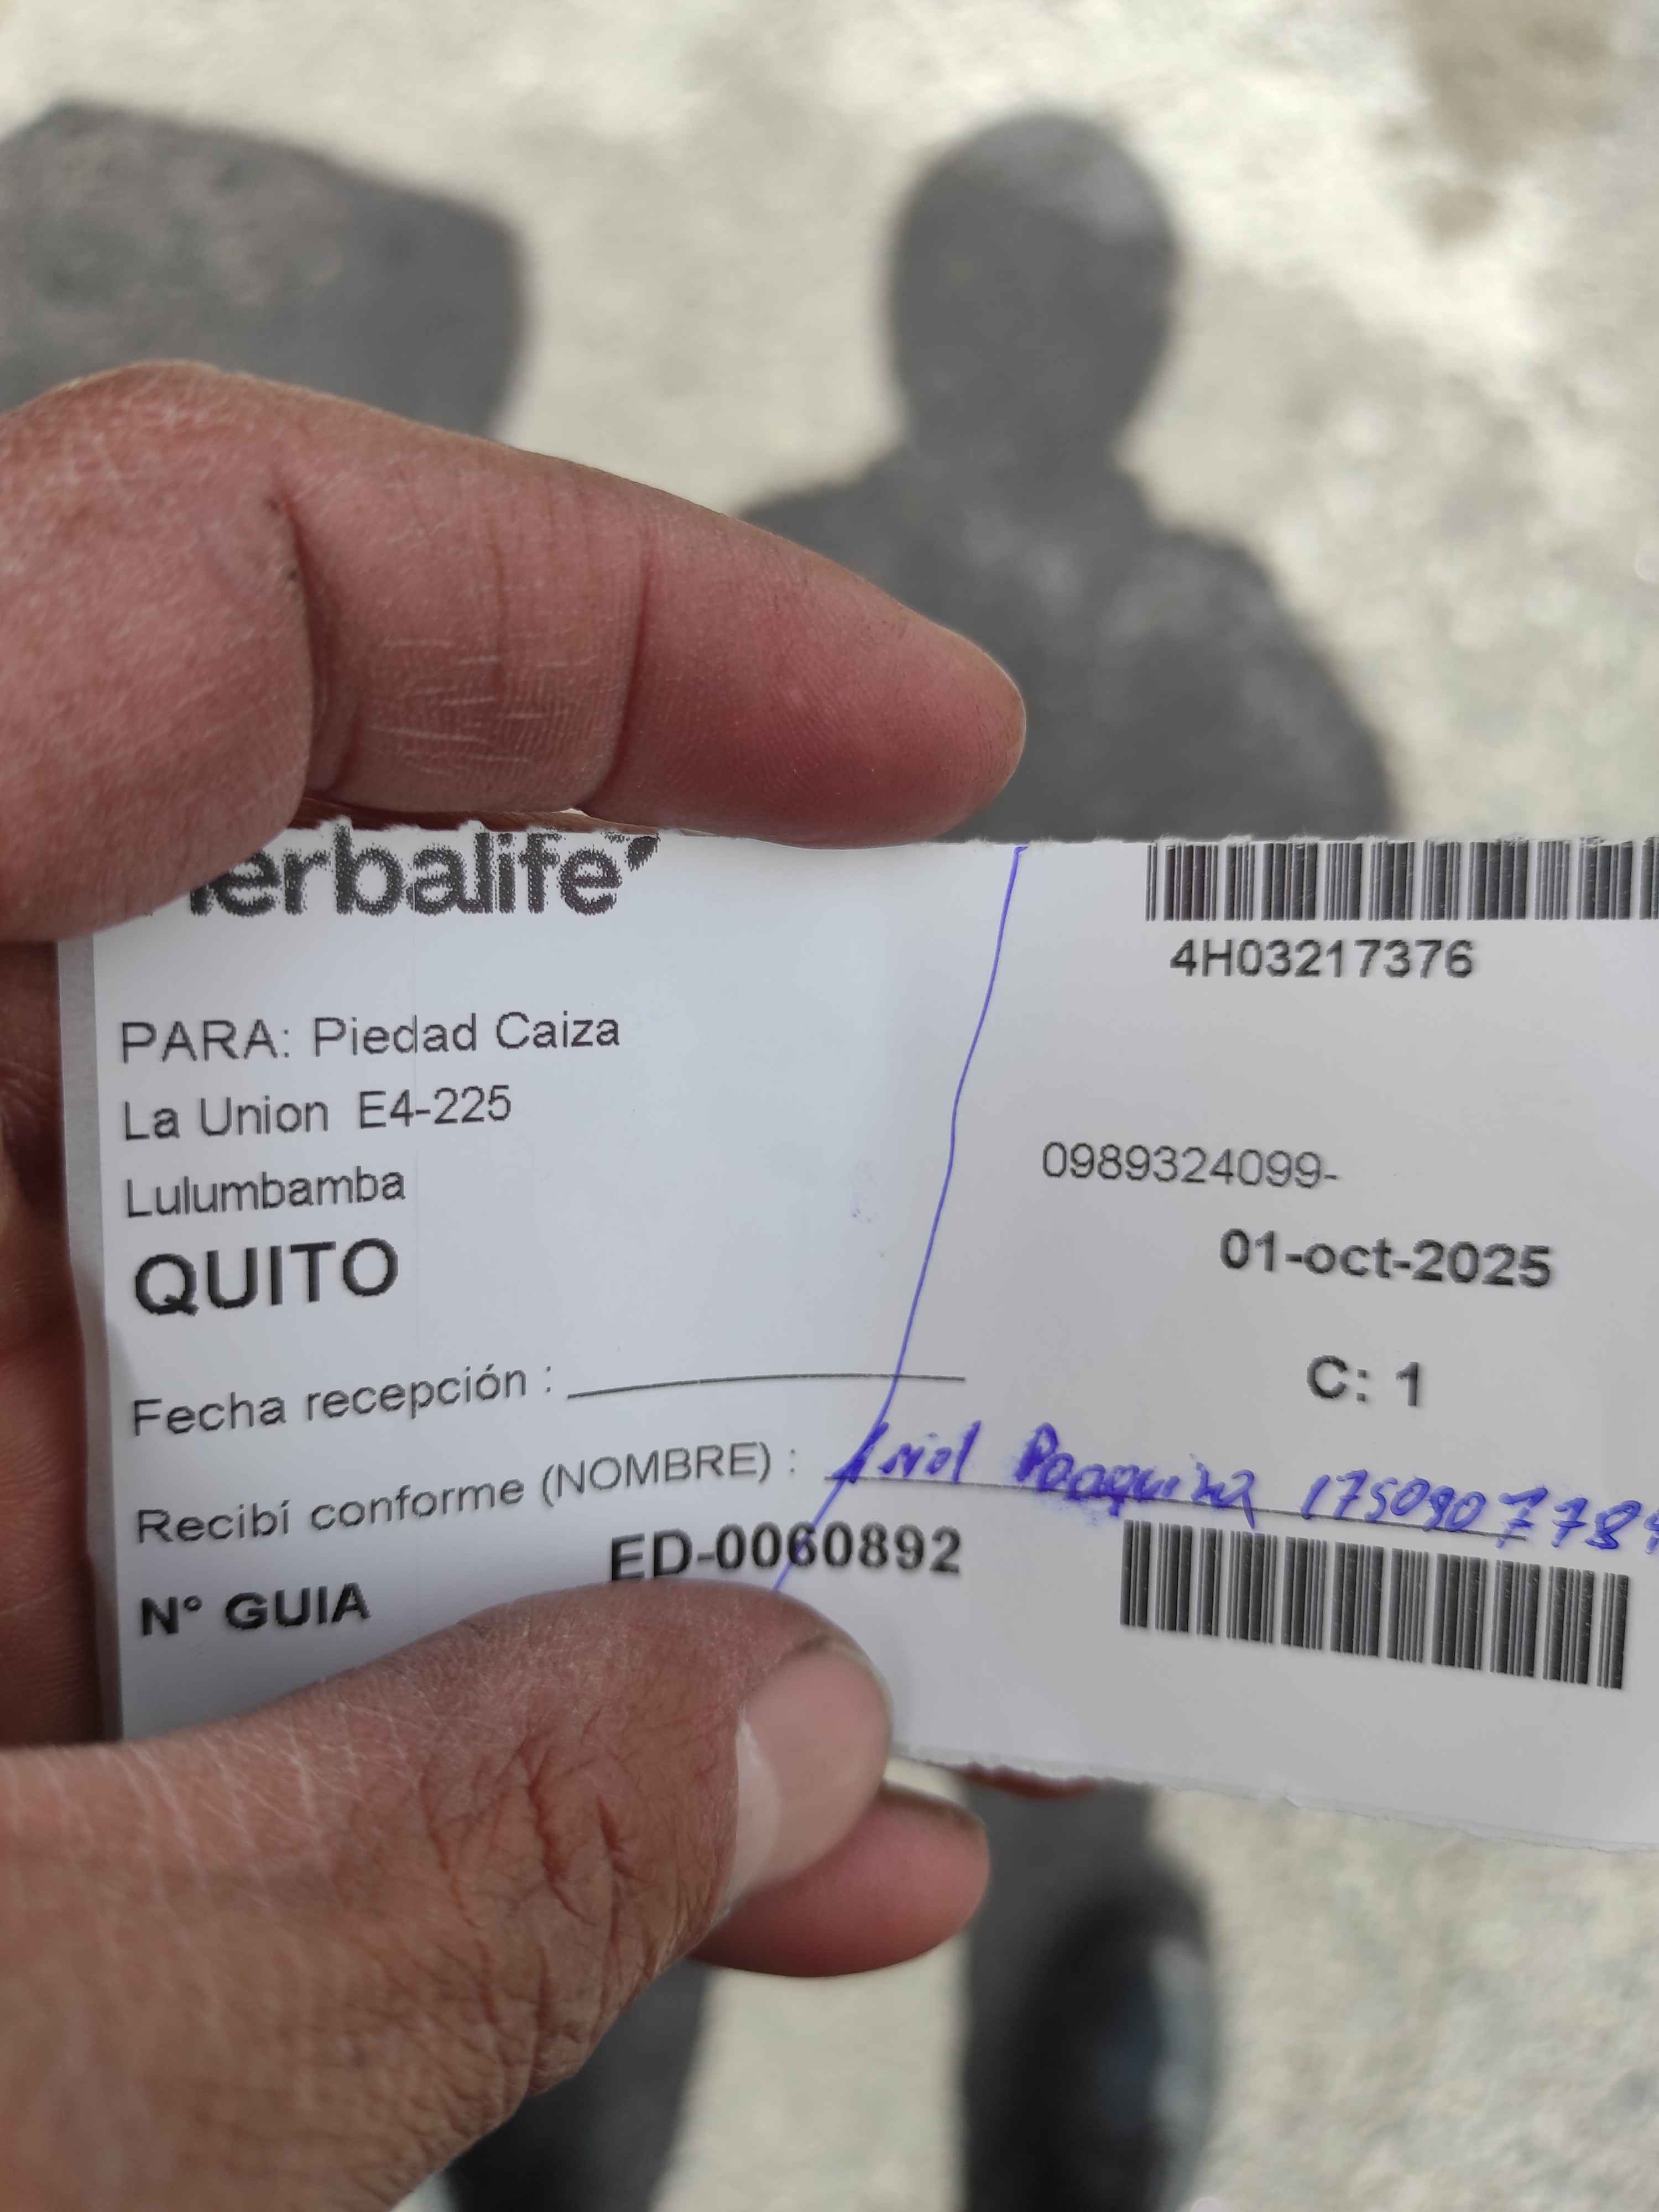 Herbalife
4H03217376
PARA: Piedad Caiza
La Union E4-225
0989324099-
Lulumbamba
01-oct-2025
QUITO
C: 1
Fecha recepción :
Recibí conforme (NOMBRE) :
ED-0060892
N° GUIA